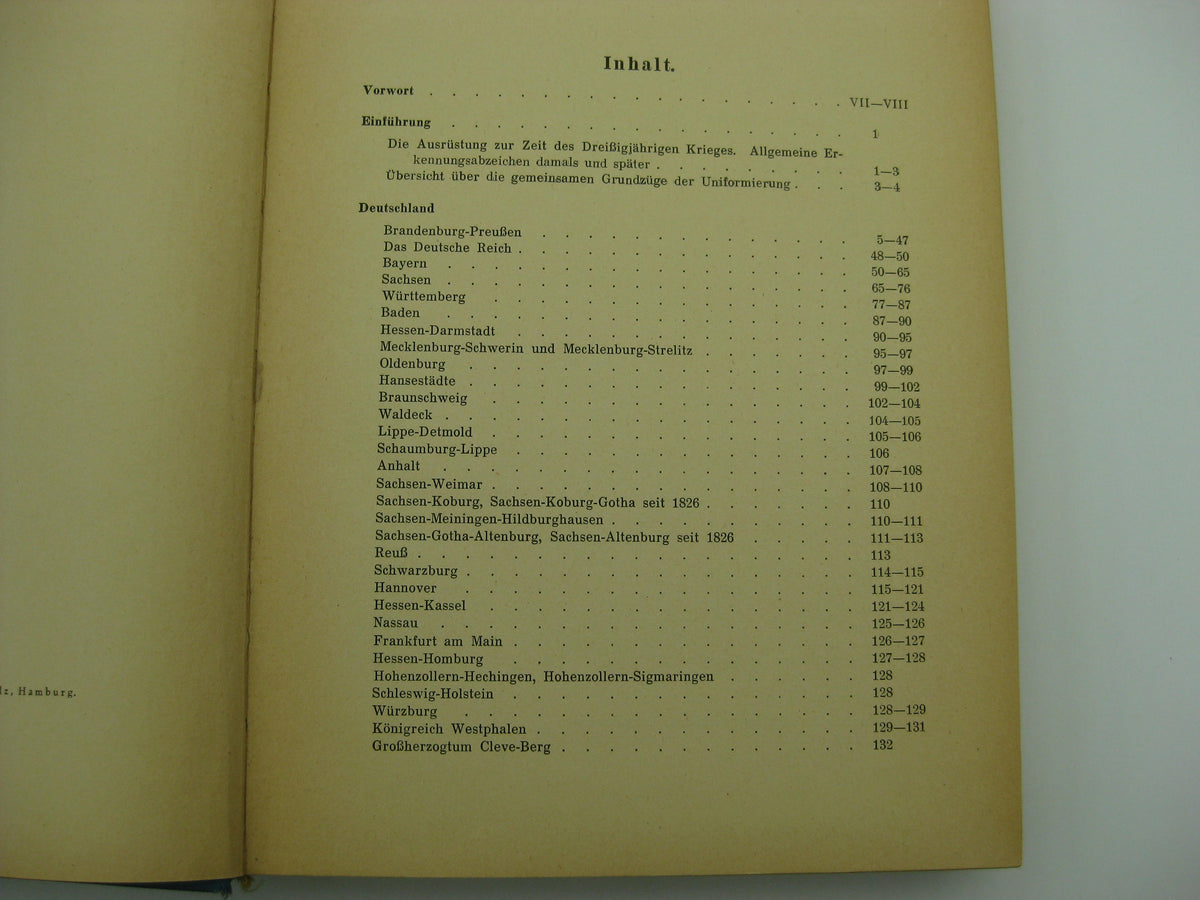 lz, Hamburg.
Inhalt.
Vorwort . . . . . . . . . . . . . . . . . . . VII—VIII
Einführung . . . . . . . . . . . . . . . . . 1
Die Ausrüstung zur Zeit des Dreißigjährigen Krieges. Allgemeine Er-
kennungsabzeichen damals und später . . . . . . . . . 1—3
Übersicht über die gemeinsamen Grundzüge der Uniformierung . . . 3—4
Deutschland
Brandenburg-Preußen . . . . . . . . . . . . . 5—47
Das Deutsche Reich . . . . . . . . . . . . . . 48—50
Bayern . . . . . . . . . . . . . . . . . 50—65
Sachsen . . . . . . . . . . . . . . . . . 65—76
Württemberg . . . . . . . . . . . . . . . 77—87
Baden . . . . . . . . . . . . . . . . . 87—90
Hessen-Darmstadt . . . . . . . . . . . . . . 90—95
Mecklenburg-Schwerin und Mecklenburg-Strelitz . . . . . . . 95—97
Oldenburg . . . . . . . . . . . . . . . . 97—99
Hansestädte . . . . . . . . . . . . . . . . 99—102
Braunschweig . . . . . . . . . . . . . . . 102—104
Waldeck . . . . . . . . . . . . . . . . . 104—105
Lippe-Detmold . . . . . . . . . . . . . . . 105—106
Schaumburg-Lippe . . . . . . . . . . . . . . 106
Anhalt . . . . . . . . . . . . . . . . . 107—108
Sachsen-Weimar . . . . . . . . . . . . . . . 108—110
Sachsen-Koburg, Sachsen-Koburg-Gotha seit 1826 . . . . . . . 110
Sachsen-Meiningen-Hildburghausen . . . . . . . . . . . 110—111
Sachsen-Gotha-Altenburg, Sachsen-Altenburg seit 1826 . . . . . 111—113
Reuß . . . . . . . . . . . . . . . . . . 113
Schwarzburg . . . . . . . . . . . . . . . . 114—115
Hannover . . . . . . . . . . . . . . . . 115—121
Hessen-Kassel . . . . . . . . . . . . . . . 121—124
Nassau . . . . . . . . . . . . . . . . . 125—126
Frankfurt am Main . . . . . . . . . . . . . . 126—127
Hessen-Homburg . . . . . . . . . . . . . . 127—128
Hohenzollern-Hechingen, Hohenzollern-Sigmaringen . . . . . . 128
Schleswig-Holstein . . . . . . . . . . . . . . 128
Würzburg . . . . . . . . . . . . . . . . 128—129
Königreich Westphalen . . . . . . . . . . . . . 129—131
Großherzogtum Cleve-Berg . . . . . . . . . . . . 132